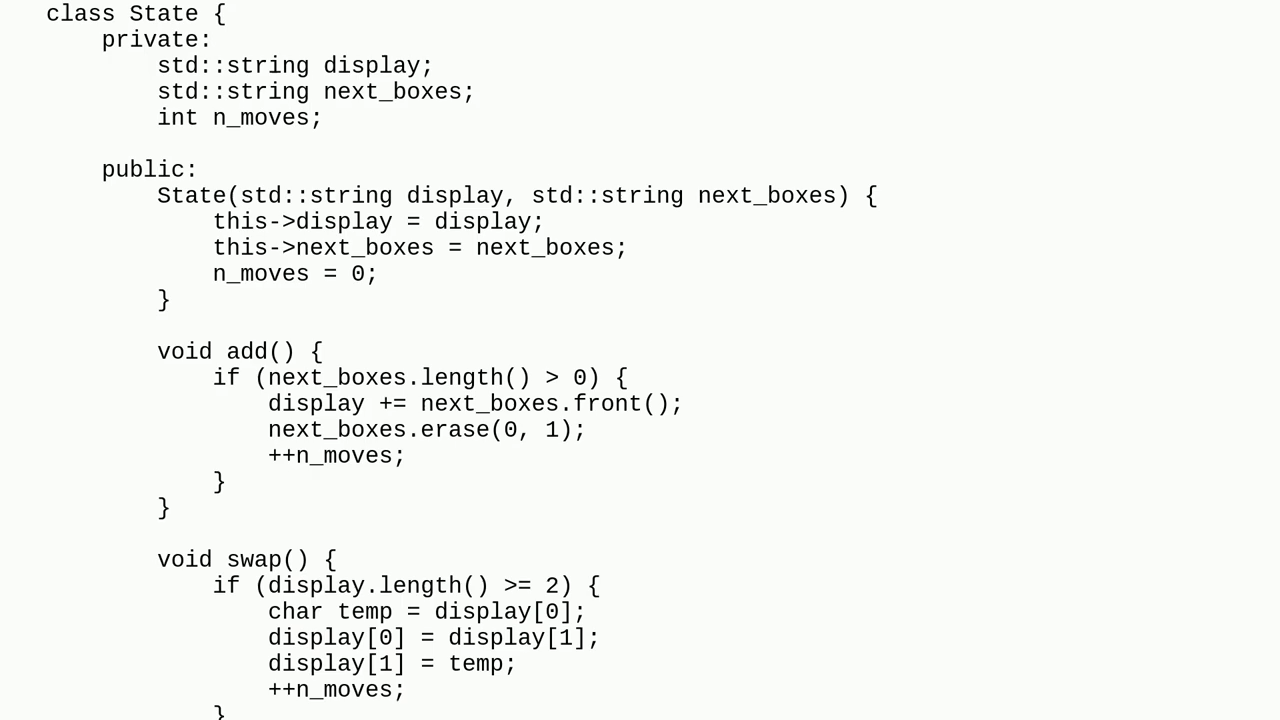 class State {
    private:
        std::string display;
        std::string next_boxes;
        int n_moves;

    public:
        State(std::string display, std::string next_boxes) {
            this->display = display;
            this->next_boxes = next_boxes;
            n_moves = 0;
        }

        void add() {
            if (next_boxes.length() > 0) {
                display += next_boxes.front();
                next_boxes.erase(0, 1);
                ++n_moves;
            }
        }

        void swap() {
            if (display.length() >= 2) {
                char temp = display[0];
                display[0] = display[1];
                display[1] = temp;
                ++n_moves;
            }